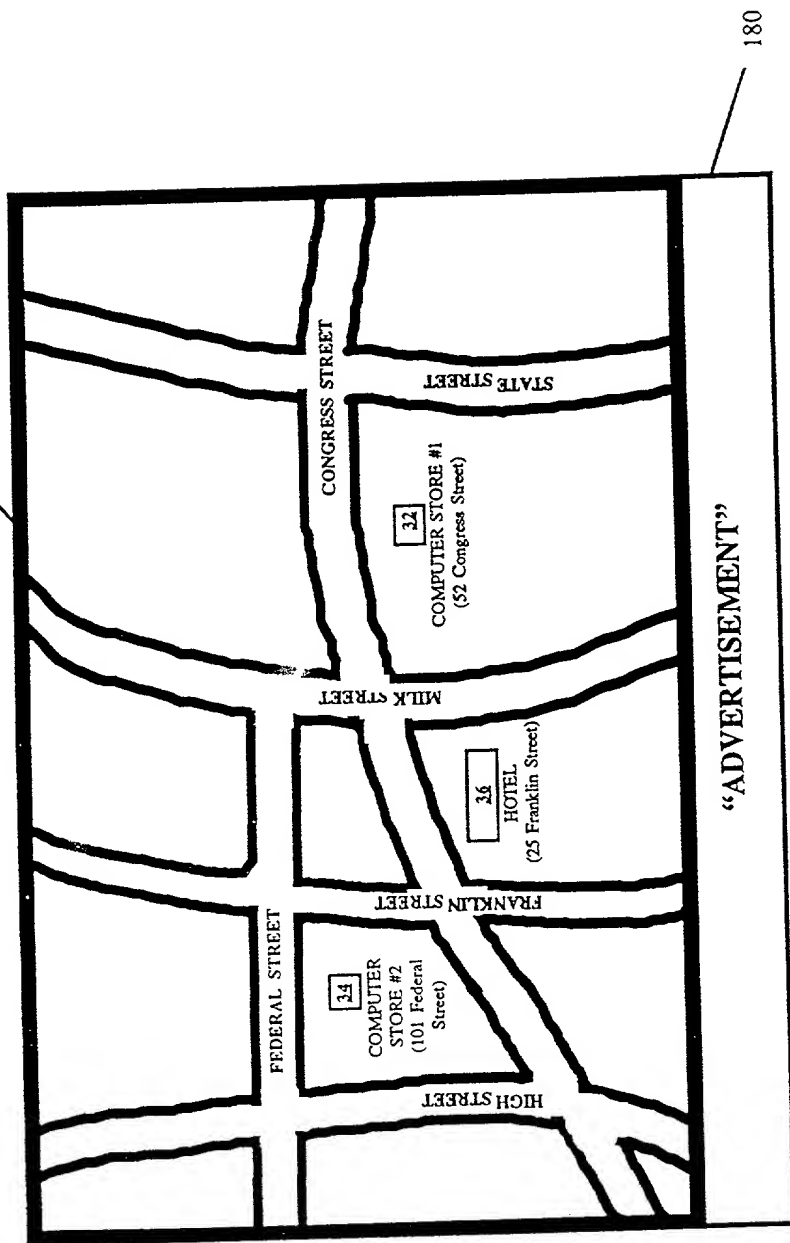 FEDERAL STREET
CONGRESS STREET
34
COMPUTER
STORE #2
(101 Federal
Street)
HIGH STREET
FRANKLIN STREET
MILK STREET
STATE STREET
36
HOTEL
(25 Franklin Street)
32
COMPUTER STORE #1
(52 Congress Street)
"ADVERTISEMENT"
180